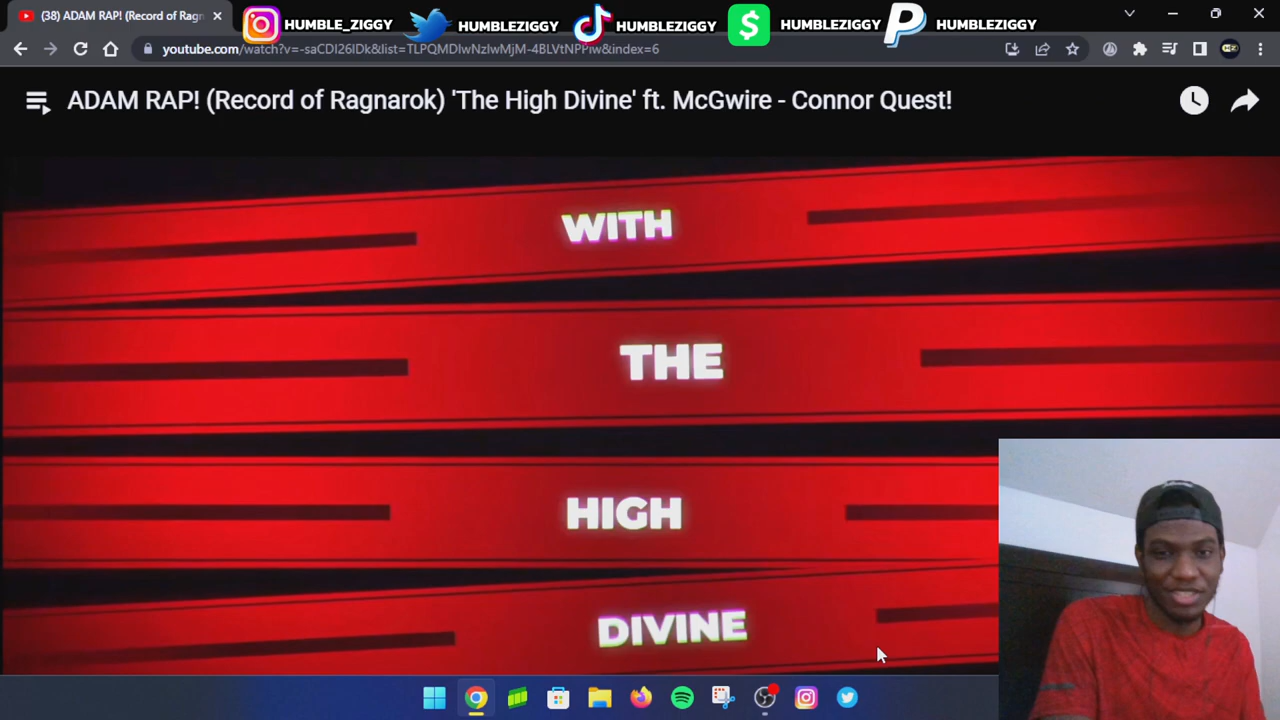 (38) ADAM RAP! (Record of Ragn
HUMBLE_ZIGGY
HUMBLEZIGGY
HUMBLEZIGGY
HUMBLEZIGGY
HUMBLEZIGGY
youtube.com/watch?v=-saCDI26IDk&list=TLPQMDIwNzIwMjM-4BLVtNPPIw&index=6
ADAM RAP! (Record of Ragnarok) 'The High Divine' ft. McGwire - Connor Quest!
WITH
THE
HIGH
DIVINE